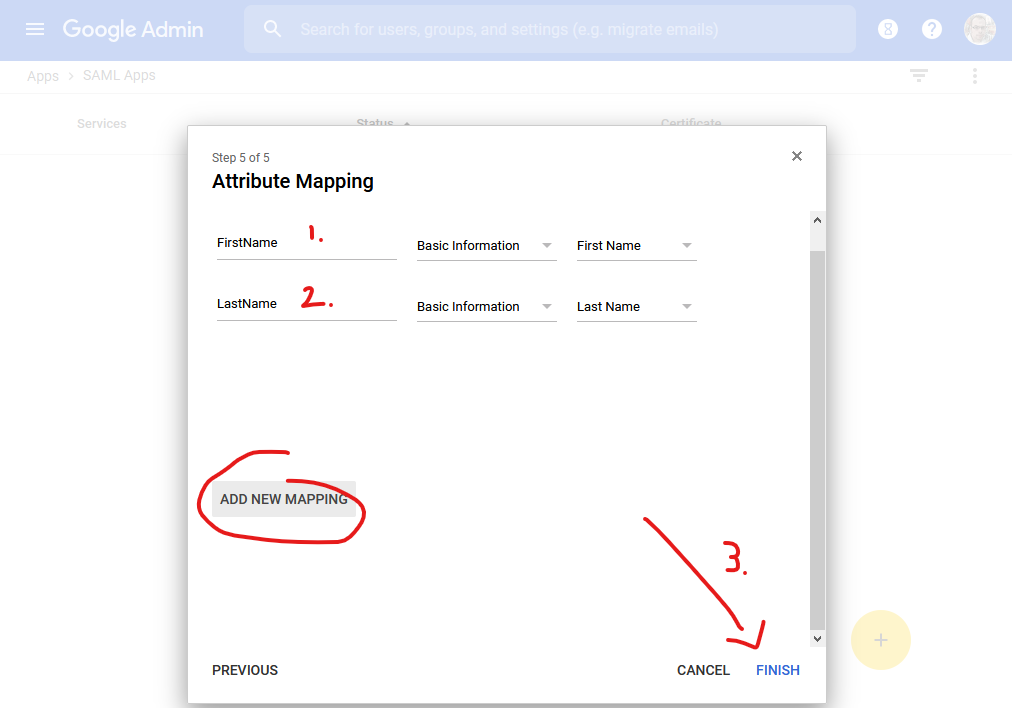 Google Admin
Search for users, groups, and settings (e.g. migrate emails)
Apps > SAML Apps
Services Status Certificate
Step 5 of 5
Attribute Mapping
FirstName 1. Basic Information First Name
LastName 2. Basic Information Last Name
ADD NEW MAPPING
3.
PREVIOUS CANCEL FINISH